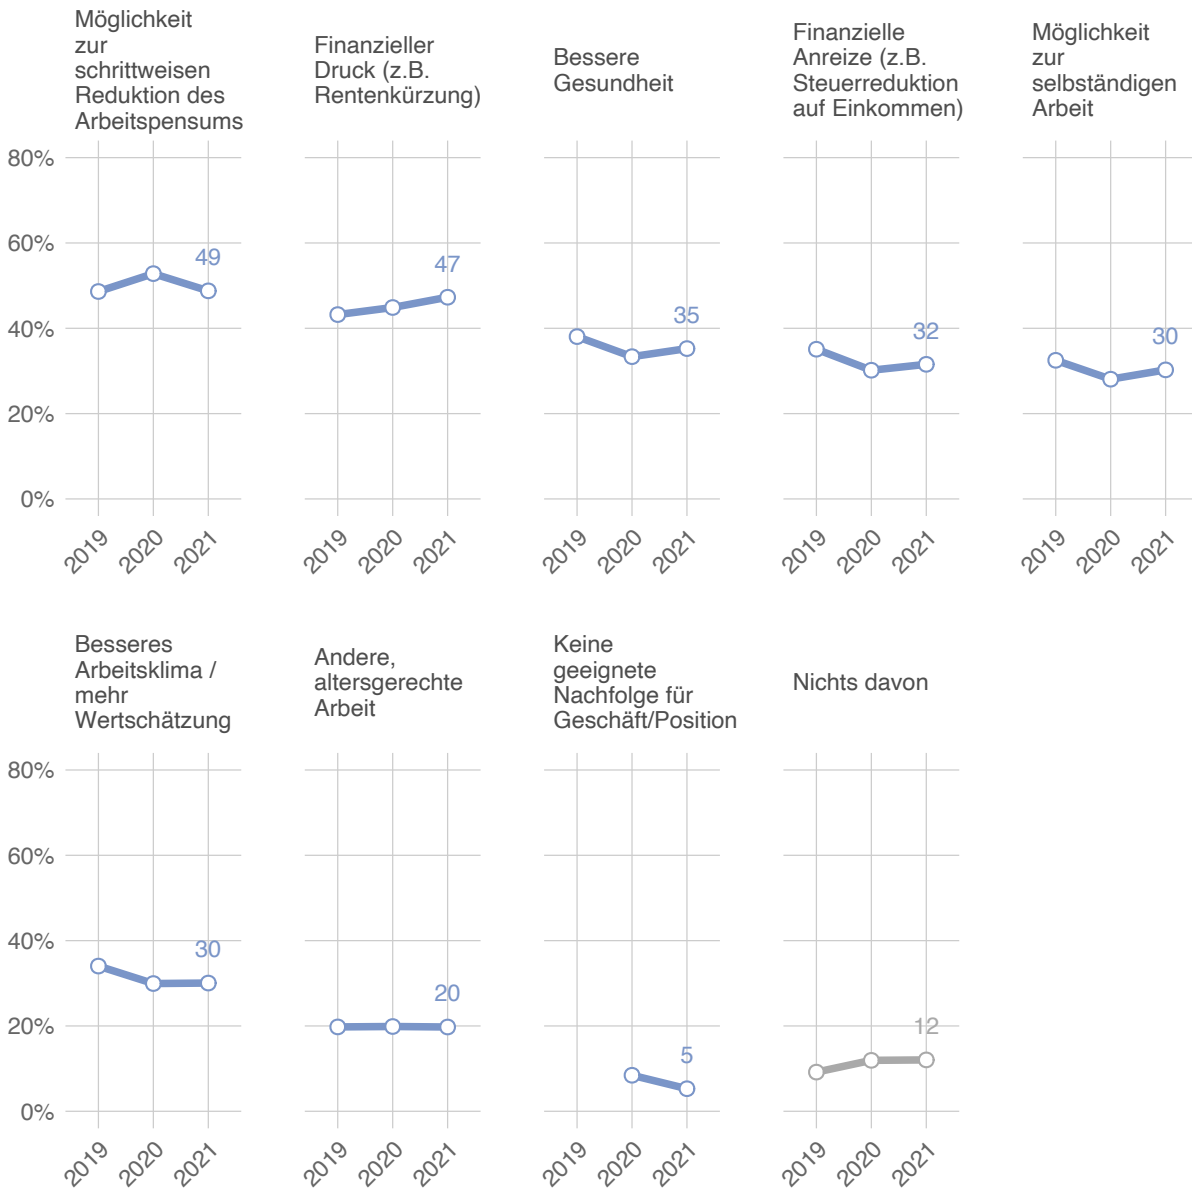 Möglichkeit
zur
schrittweisen
Reduktion des
Arbeitspensums
Finanzieller
Druck (z.B.
Rentenkürzung)
Bessere
Gesundheit
Finanzielle
Anreize (z.B.
Steuerreduktion
auf Einkommen)
Möglichkeit
zur
selbständigen
Arbeit
80%
60%
40%
20%
0%
49
47
35
32
30
2019 2020 2021
2019 2020 2021
2019 2020 2021
2019 2020 2021
2019 2020 2021
Besseres
Arbeitsklima /
mehr
Wertschätzung
Andere,
altersgerechte
Arbeit
Keine
geeignete
Nachfolge für
Geschäft/Position
Nichts davon
80%
60%
40%
20%
0%
30
20
5
12
2019 2020 2021
2019 2020 2021
2019 2020 2021
2019 2020 2021